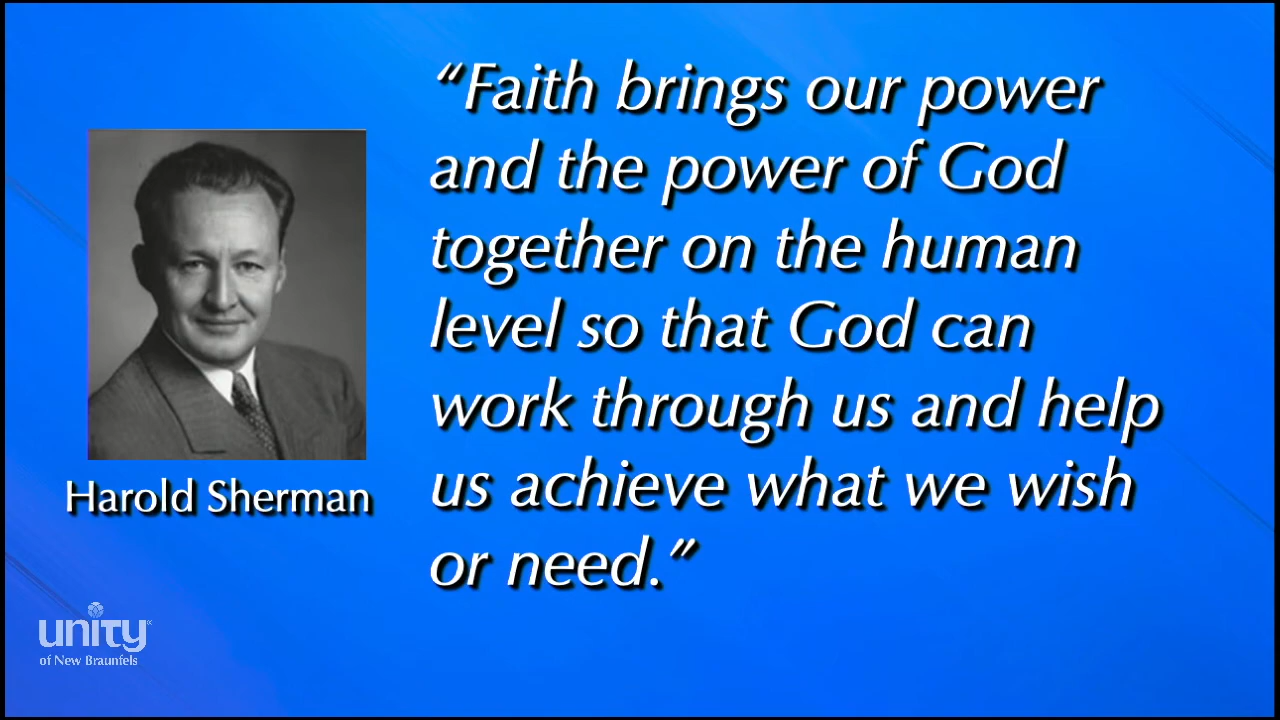 “Faith brings our power
and the power of God
together on the human
level so that God can
work through us and help
us achieve what we wish
or need.”
Harold Sherman
unity
of New Braunfels